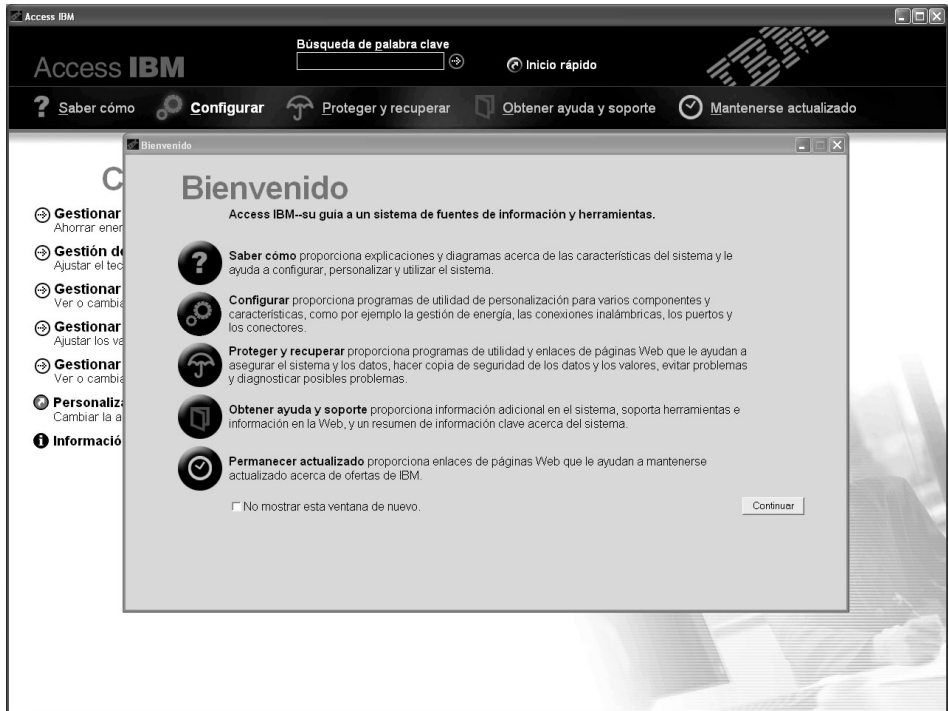 Access IBM
Búsqueda de palabra clave
Access IBM
Inicio rápido
IBM
? Saber cómo
Configurar
Proteger y recuperar
Obtener ayuda y soporte
Mantenerse actualizado
Bienvenido
C
Gestionar
Ahorrar ener
Gestión de
Ajustar el tec
Gestionar
Ver o cambia
Gestionar
Ajustar los va
Gestionar
Ver o cambia
Personaliza
Cambiar la a
Informació
Bienvenido
Access IBM--su guía a un sistema de fuentes de información y herramientas.
? Saber cómo proporciona explicaciones y diagramas acerca de las características del sistema y le
ayuda a configurar, personalizar y utilizar el sistema.
Configurar proporciona programas de utilidad de personalización para varios componentes y
características, como por ejemplo la gestión de energía, las conexiones inalámbricas, los puertos y
los conectores.
Proteger y recuperar proporciona programas de utilidad y enlaces de páginas Web que le ayudan a
asegurar el sistema y los datos, hacer copia de seguridad de los datos y los valores, evitar problemas
y diagnosticar posibles problemas.
Obtener ayuda y soporte proporciona información adicional en el sistema, soporta herramientas e
información en la Web, y un resumen de información clave acerca del sistema.
Permanecer actualizado proporciona enlaces de páginas Web que le ayudan a mantenerse
actualizado acerca de ofertas de IBM.
No mostrar esta ventana de nuevo.
Continuar